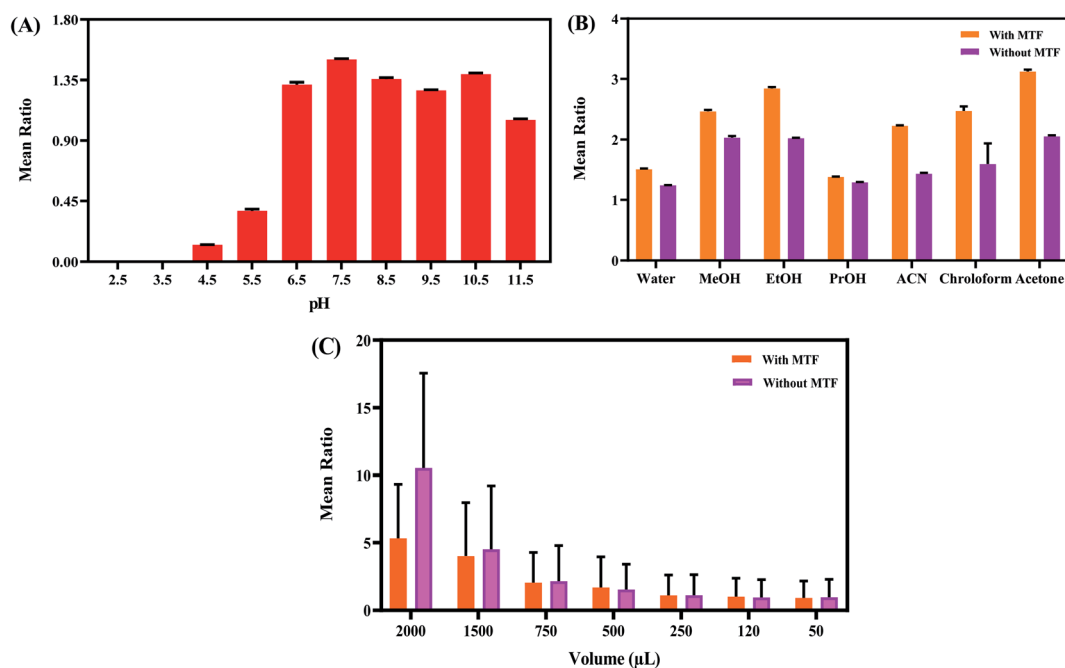 (A)
Mean Ratio
1.80
1.35
0.90
0.45
0.00
2.5 3.5 4.5 5.5 6.5 7.5 8.5 9.5 10.5 11.5
pH
(B)
Mean Ratio
4
3
2
1
0
With MTF
Without MTF
Water MeOH EtOH PrOH ACN Chroloform Acetone
(C)
Mean Ratio
20
15
10
5
0
With MTF
Without MTF
2000 1500 750 500 250 120 50
Volume (µL)